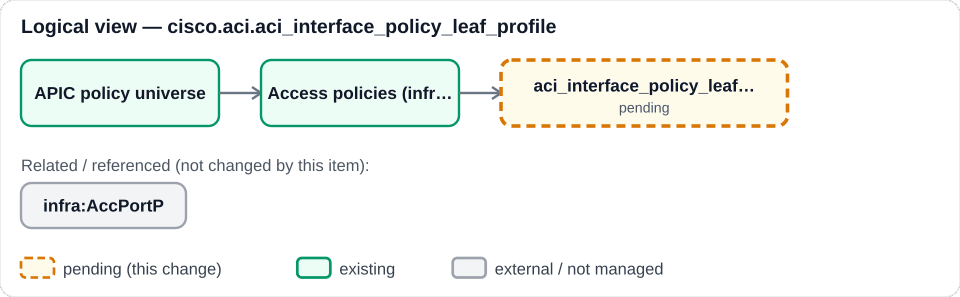 Logical view — cisco.aci.aci_interface_policy_leaf_profile
APIC policy universe
Access policies (infr…
aci_interface_policy_leaf…
pending
Related / referenced (not changed by this item):
infra:AccPortP
pending (this change)
existing
external / not managed